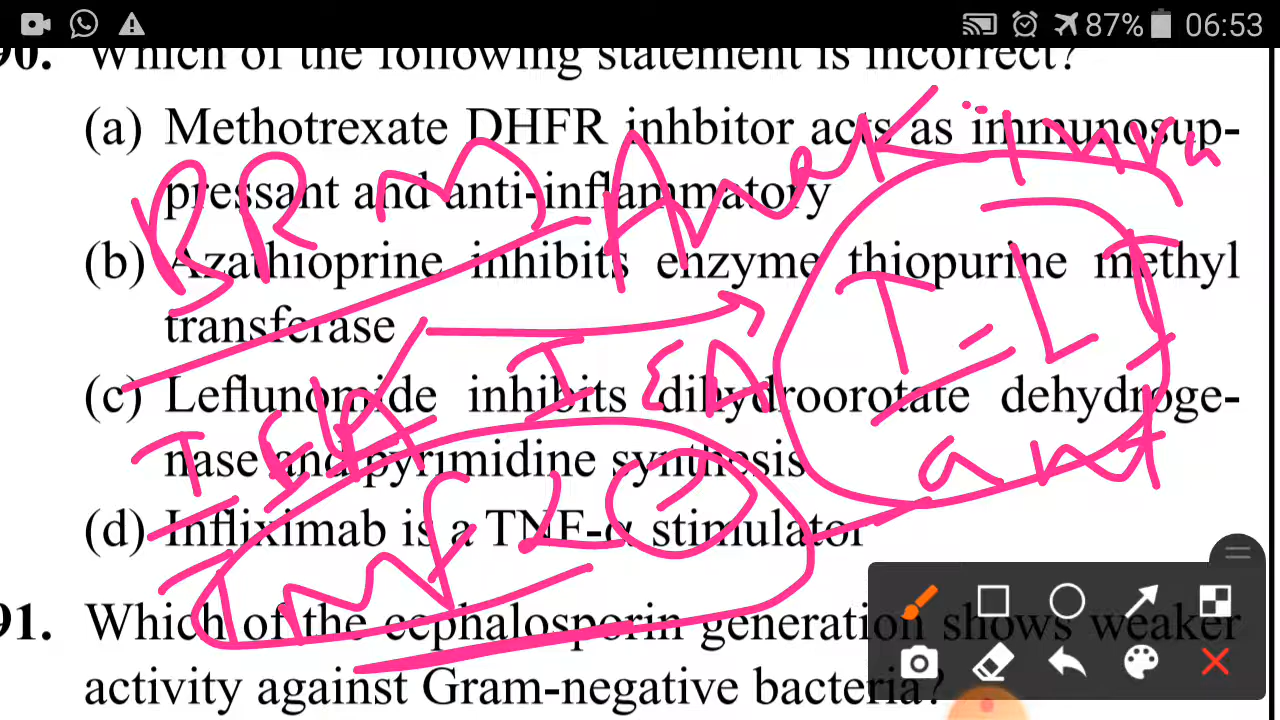 87% 06:53
90. Which of the following statement is incorrect?
(a) Methotrexate DHFR inhbitor acts as immunosup-
pressant and anti-inflammatory
(b) Azathioprine inhibits enzyme thiopurine methyl
transferase
(c) Leflunomide inhibits dihydroorotate dehydroge-
nase and pyrimidine synthesis
(d) Infliximab is a TNF-α stimulator
91. Which of the cephalosporin generation shows weaker
activity against Gram-negative bacteria?
BRM